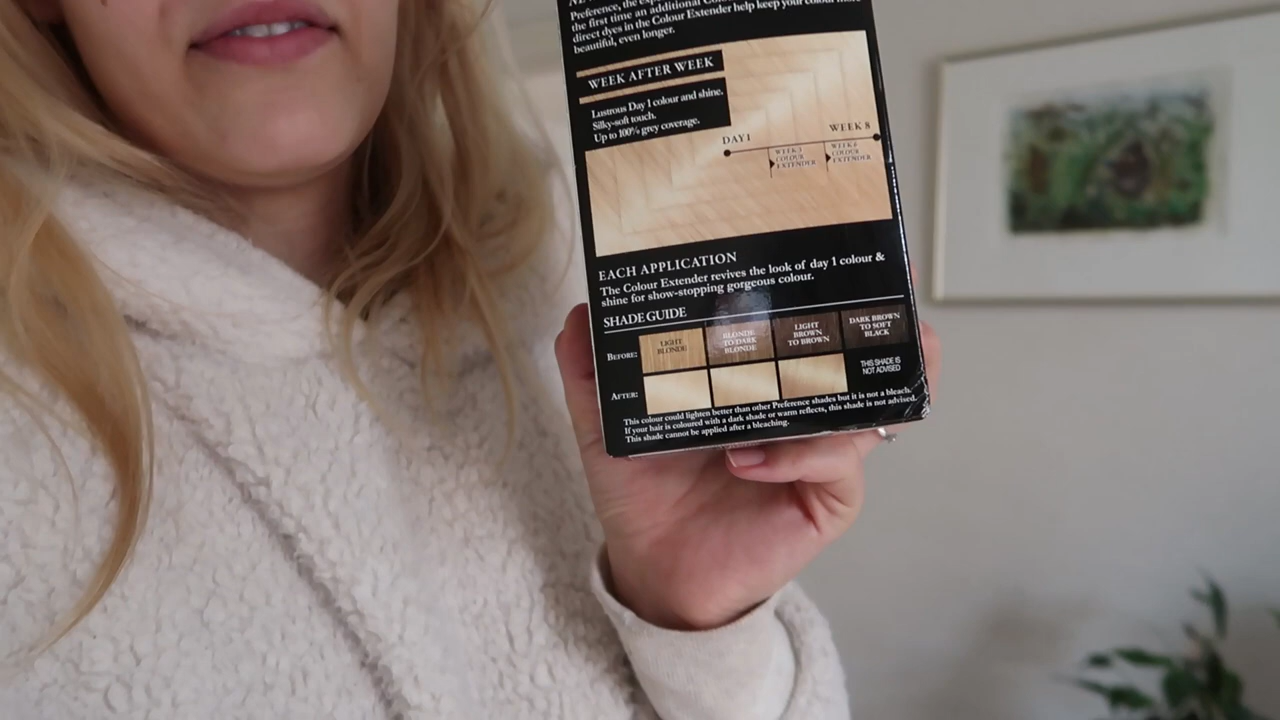 Preference, the
the first time an additional
direct dyes in the Colour Extender help keep your colour
beautiful, even longer.
WEEK AFTER WEEK
Lustrous Day 1 colour and shine.
Silky-soft touch.
Up to 100% grey coverage.
DAY 1
WEEK 8
WEEK 3
COLOUR
EXTENDER
WEEK 6
COLOUR
EXTENDER
EACH APPLICATION
The Colour Extender revives the look of day 1 colour &
shine for show-stopping gorgeous colour.
SHADE GUIDE
BEFORE:
LIGHT
BLONDE
BLONDE
TO DARK
BLONDE
LIGHT
BROWN
TO BROWN
DARK BROWN
TO SOFT
BLACK
AFTER:
THIS SHADE IS
NOT ADVISED
This colour could lighten better than other Preference shades but it is not a bleach.
If your hair is coloured with a dark shade or warm reflects, this shade is not advised.
This shade cannot be applied after a bleaching.